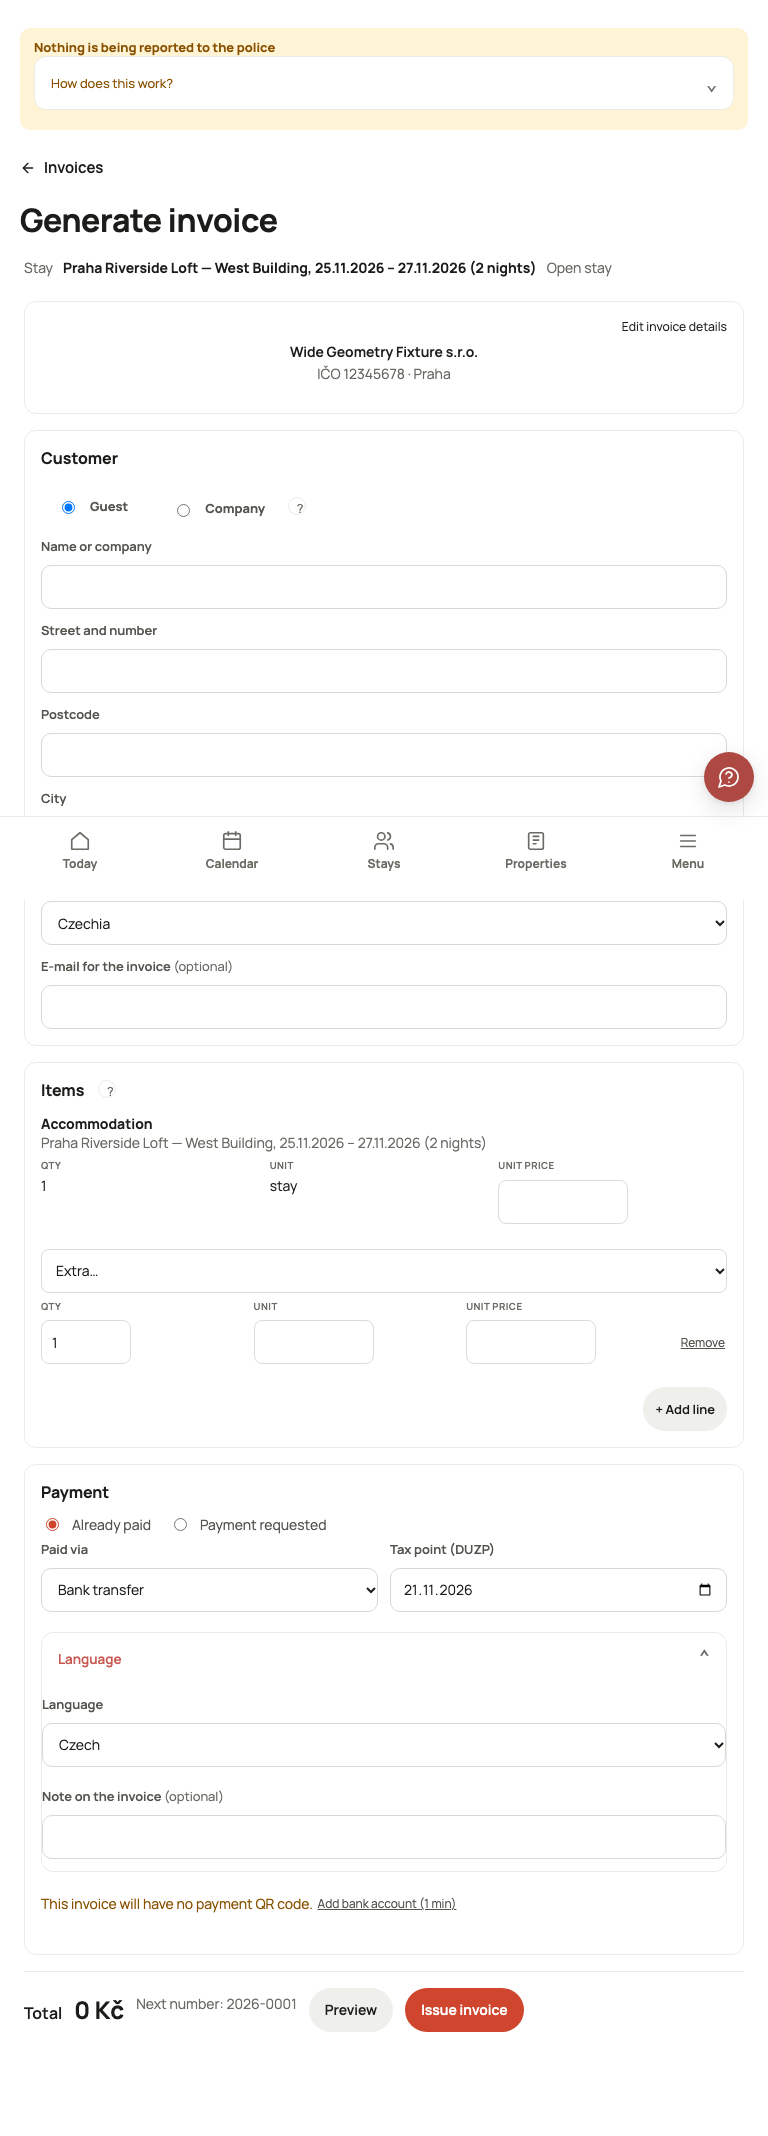 Nothing is being reported to the police
How does this work?
Invoices
Generate invoice
Stay Praha Riverside Loft — West Building, 25.11.2026 – 27.11.2026 (2 nights) Open stay
Edit invoice details
Wide Geometry Fixture s.r.o.
IČO 12345678 · Praha
Customer
Guest Company ?
Name or company
Street and number
Postcode
City
Today Calendar Stays Properties Menu
Czechia
E-mail for the invoice (optional)
Items ?
Accommodation
Praha Riverside Loft — West Building, 25.11.2026 – 27.11.2026 (2 nights)
QTY UNIT UNIT PRICE
1 stay
Extra…
QTY UNIT UNIT PRICE
1 Remove
+ Add line
Payment
Already paid Payment requested
Paid via Tax point (DUZP)
Bank transfer 21.11.2026
Language
Language
Czech
Note on the invoice (optional)
This invoice will have no payment QR code. Add bank account (1 min)
Total 0 Kč Next number: 2026-0001 Preview Issue invoice